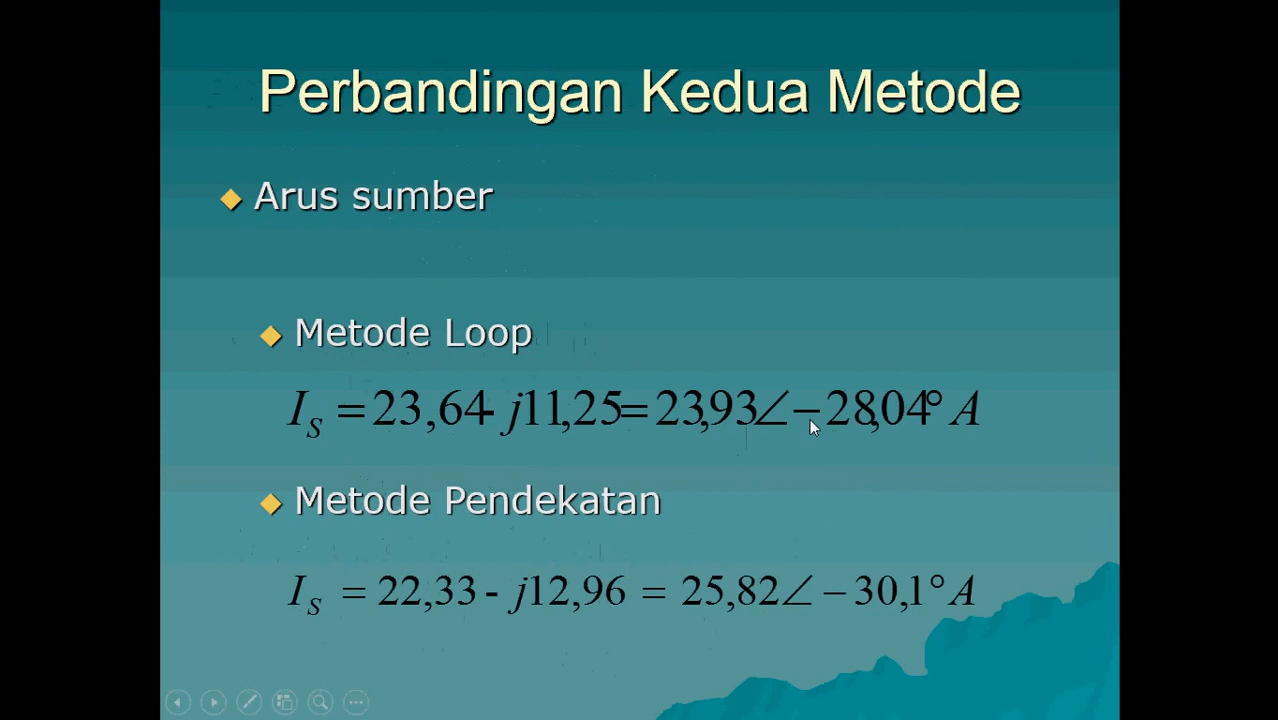 Perbandingan Kedua Metode
Arus sumber
Metode Loop
I_S = 23,64 - j11,25 = 23,93∠−28,04° A
Metode Pendekatan
I_S = 22,33 - j12,96 = 25,82∠−30,1° A